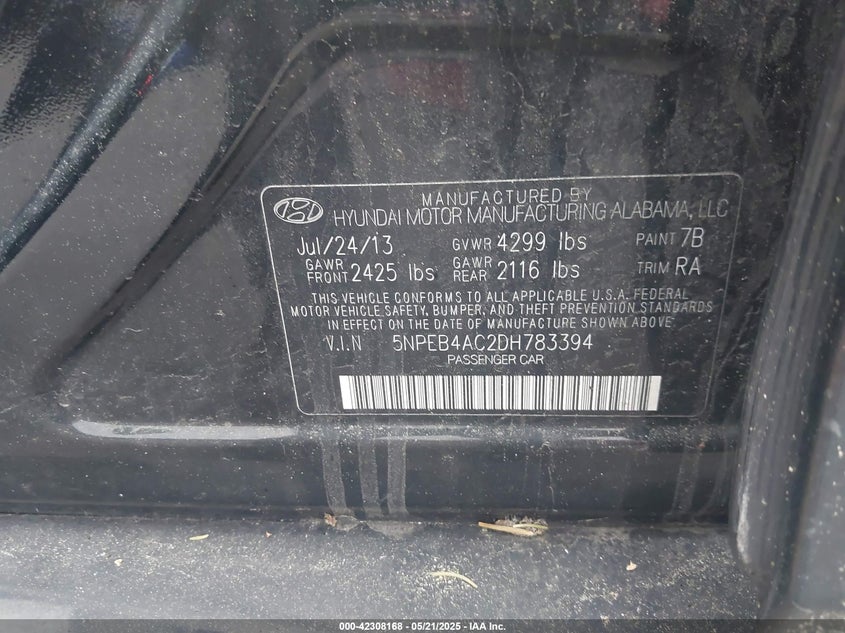 MANUFACTURED BY
HYUNDAI MOTOR MANUFACTURING ALABAMA, LLC
Jul/24/13 GVWR 4299 lbs PAINT 7B
GAWR FRONT 2425 lbs GAWR REAR 2116 lbs TRIM RA
THIS VEHICLE CONFORMS TO ALL APPLICABLE U.S.A. FEDERAL
MOTOR VEHICLE SAFETY, BUMPER, AND THEFT PREVENTION STANDARDS
IN EFFECT ON THE DATE OF MANUFACTURE SHOWN ABOVE
V.I.N 5NPEB4AC2DH783394
PASSENGER CAR
000-42308168 - 05/21/2025 - IAA Inc.